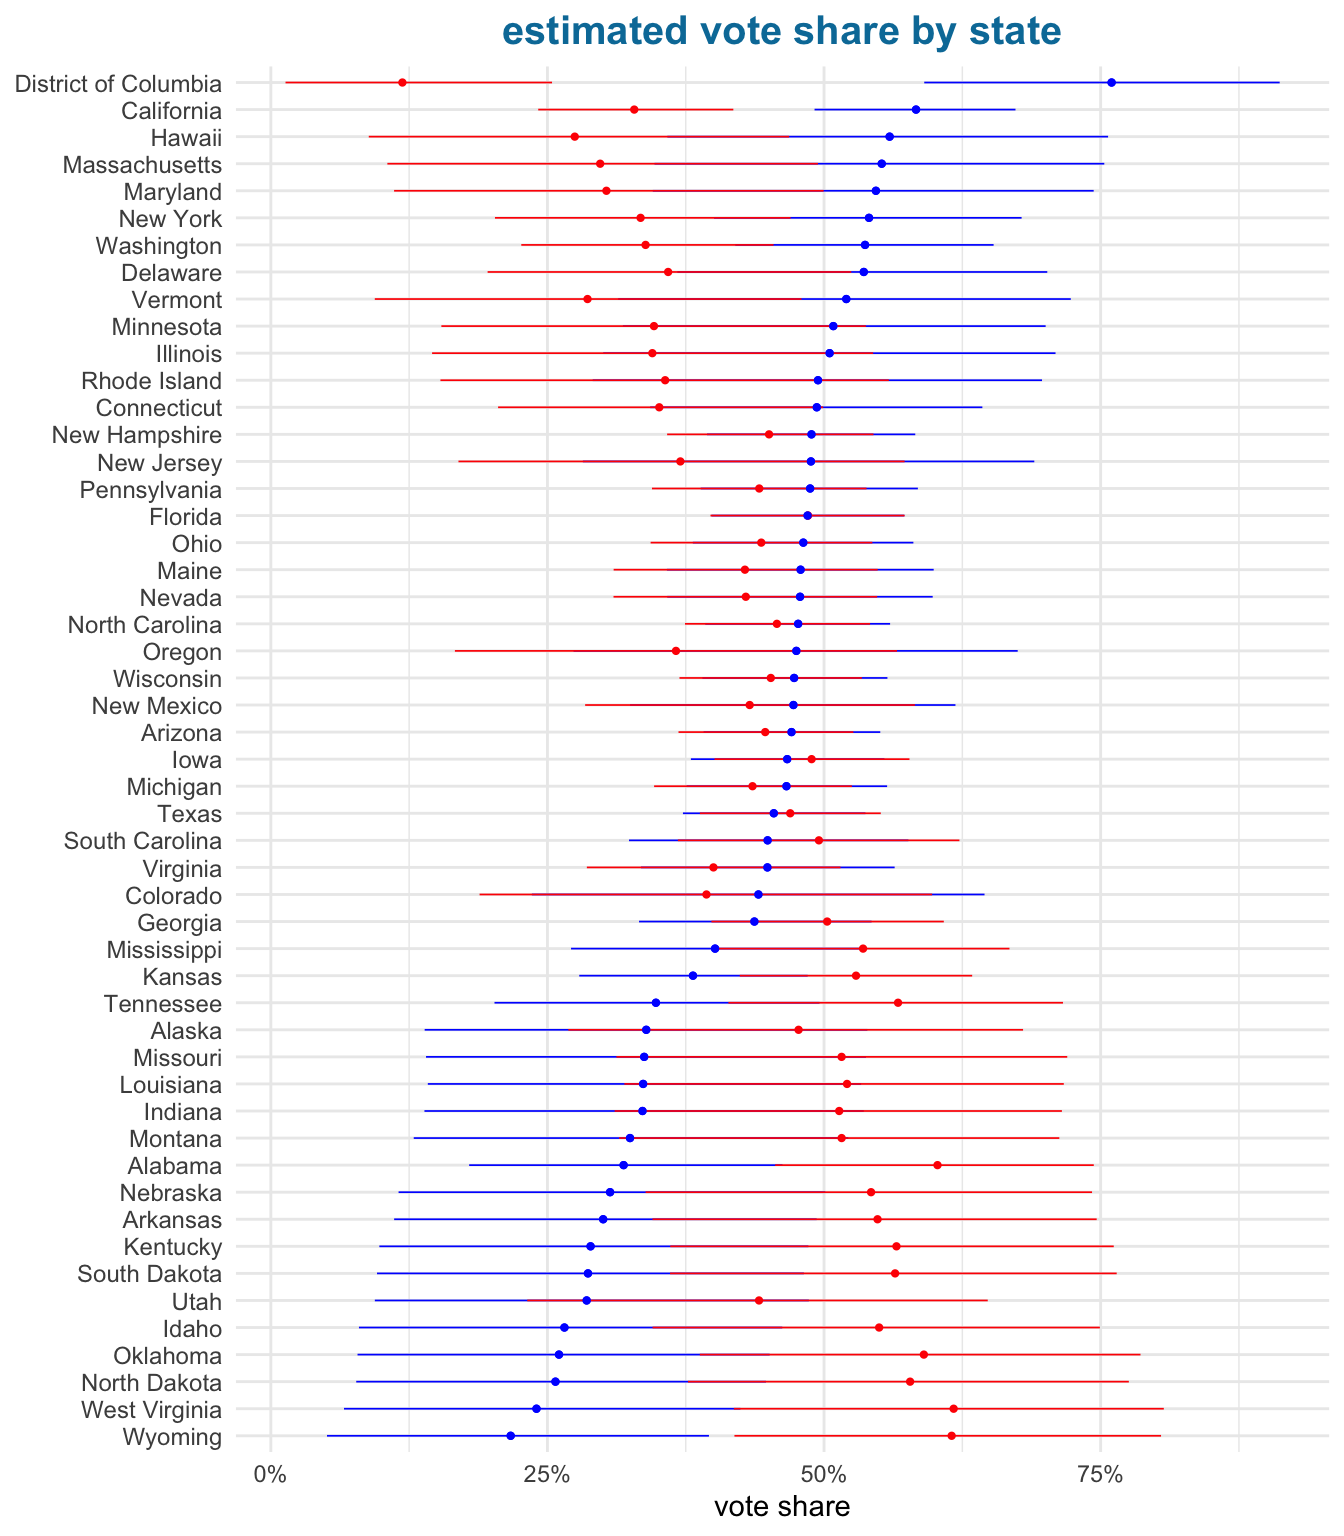 estimated vote share by state
District of Columbia
California
Hawaii
Massachusetts
Maryland
New York
Washington
Delaware
Vermont
Minnesota
Illinois
Rhode Island
Connecticut
New Hampshire
New Jersey
Pennsylvania
Florida
Ohio
Maine
Nevada
North Carolina
Oregon
Wisconsin
New Mexico
Arizona
Iowa
Michigan
Texas
South Carolina
Virginia
Colorado
Georgia
Mississippi
Kansas
Tennessee
Alaska
Missouri
Louisiana
Indiana
Montana
Alabama
Nebraska
Arkansas
Kentucky
South Dakota
Utah
Idaho
Oklahoma
North Dakota
West Virginia
Wyoming
0% 25% 50% 75%
vote share